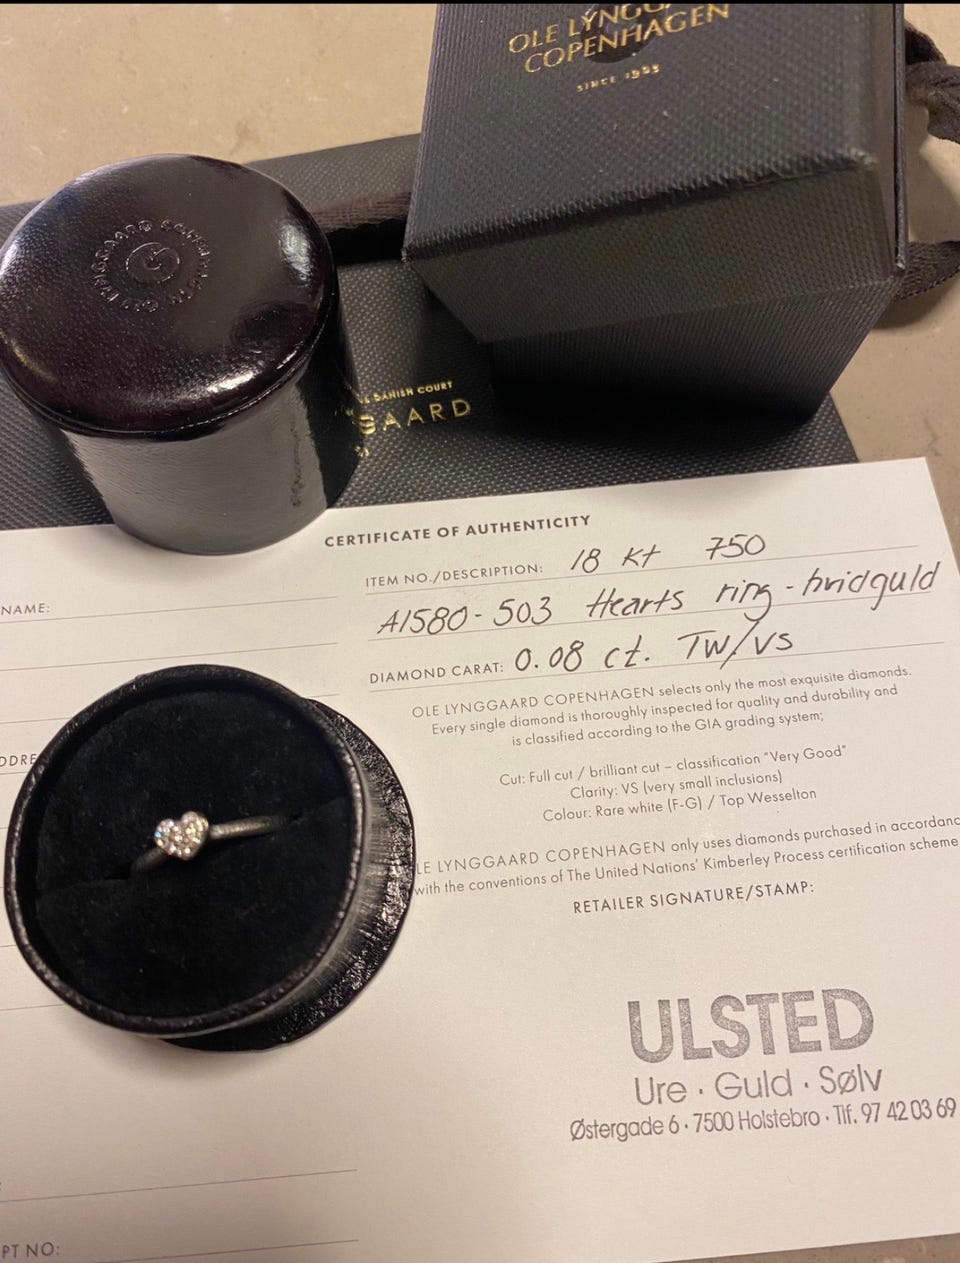 OLE LYNGG
COPENHAGEN
SINCE 1963
DANISH COURT
GAARD
CERTIFICATE OF AUTHENTICITY
ITEM NO./DESCRIPTION: 18 kt 750
A1580-503 Hearts ring - hvidguld
DIAMOND CARAT: 0.08 ct. TW/VS
OLE LYNGGAARD COPENHAGEN selects only the most exquisite diamonds.
Every single diamond is thoroughly inspected for quality and durability and
is classified according to the GIA grading system;
Cut: Full cut / brilliant cut – classification "Very Good"
Clarity: VS (very small inclusions)
Colour: Rare white (F-G) / Top Wesselton
LE LYNGGAARD COPENHAGEN only uses diamonds purchased in accordanc
with the conventions of The United Nations' Kimberley Process certification scheme
RETAILER SIGNATURE/STAMP:
ULSTED
Ure · Guld · Sølv
Østergade 6 · 7500 Holstebro · Tlf. 97 42 03 69
NAME:
DDRE
PT NO: